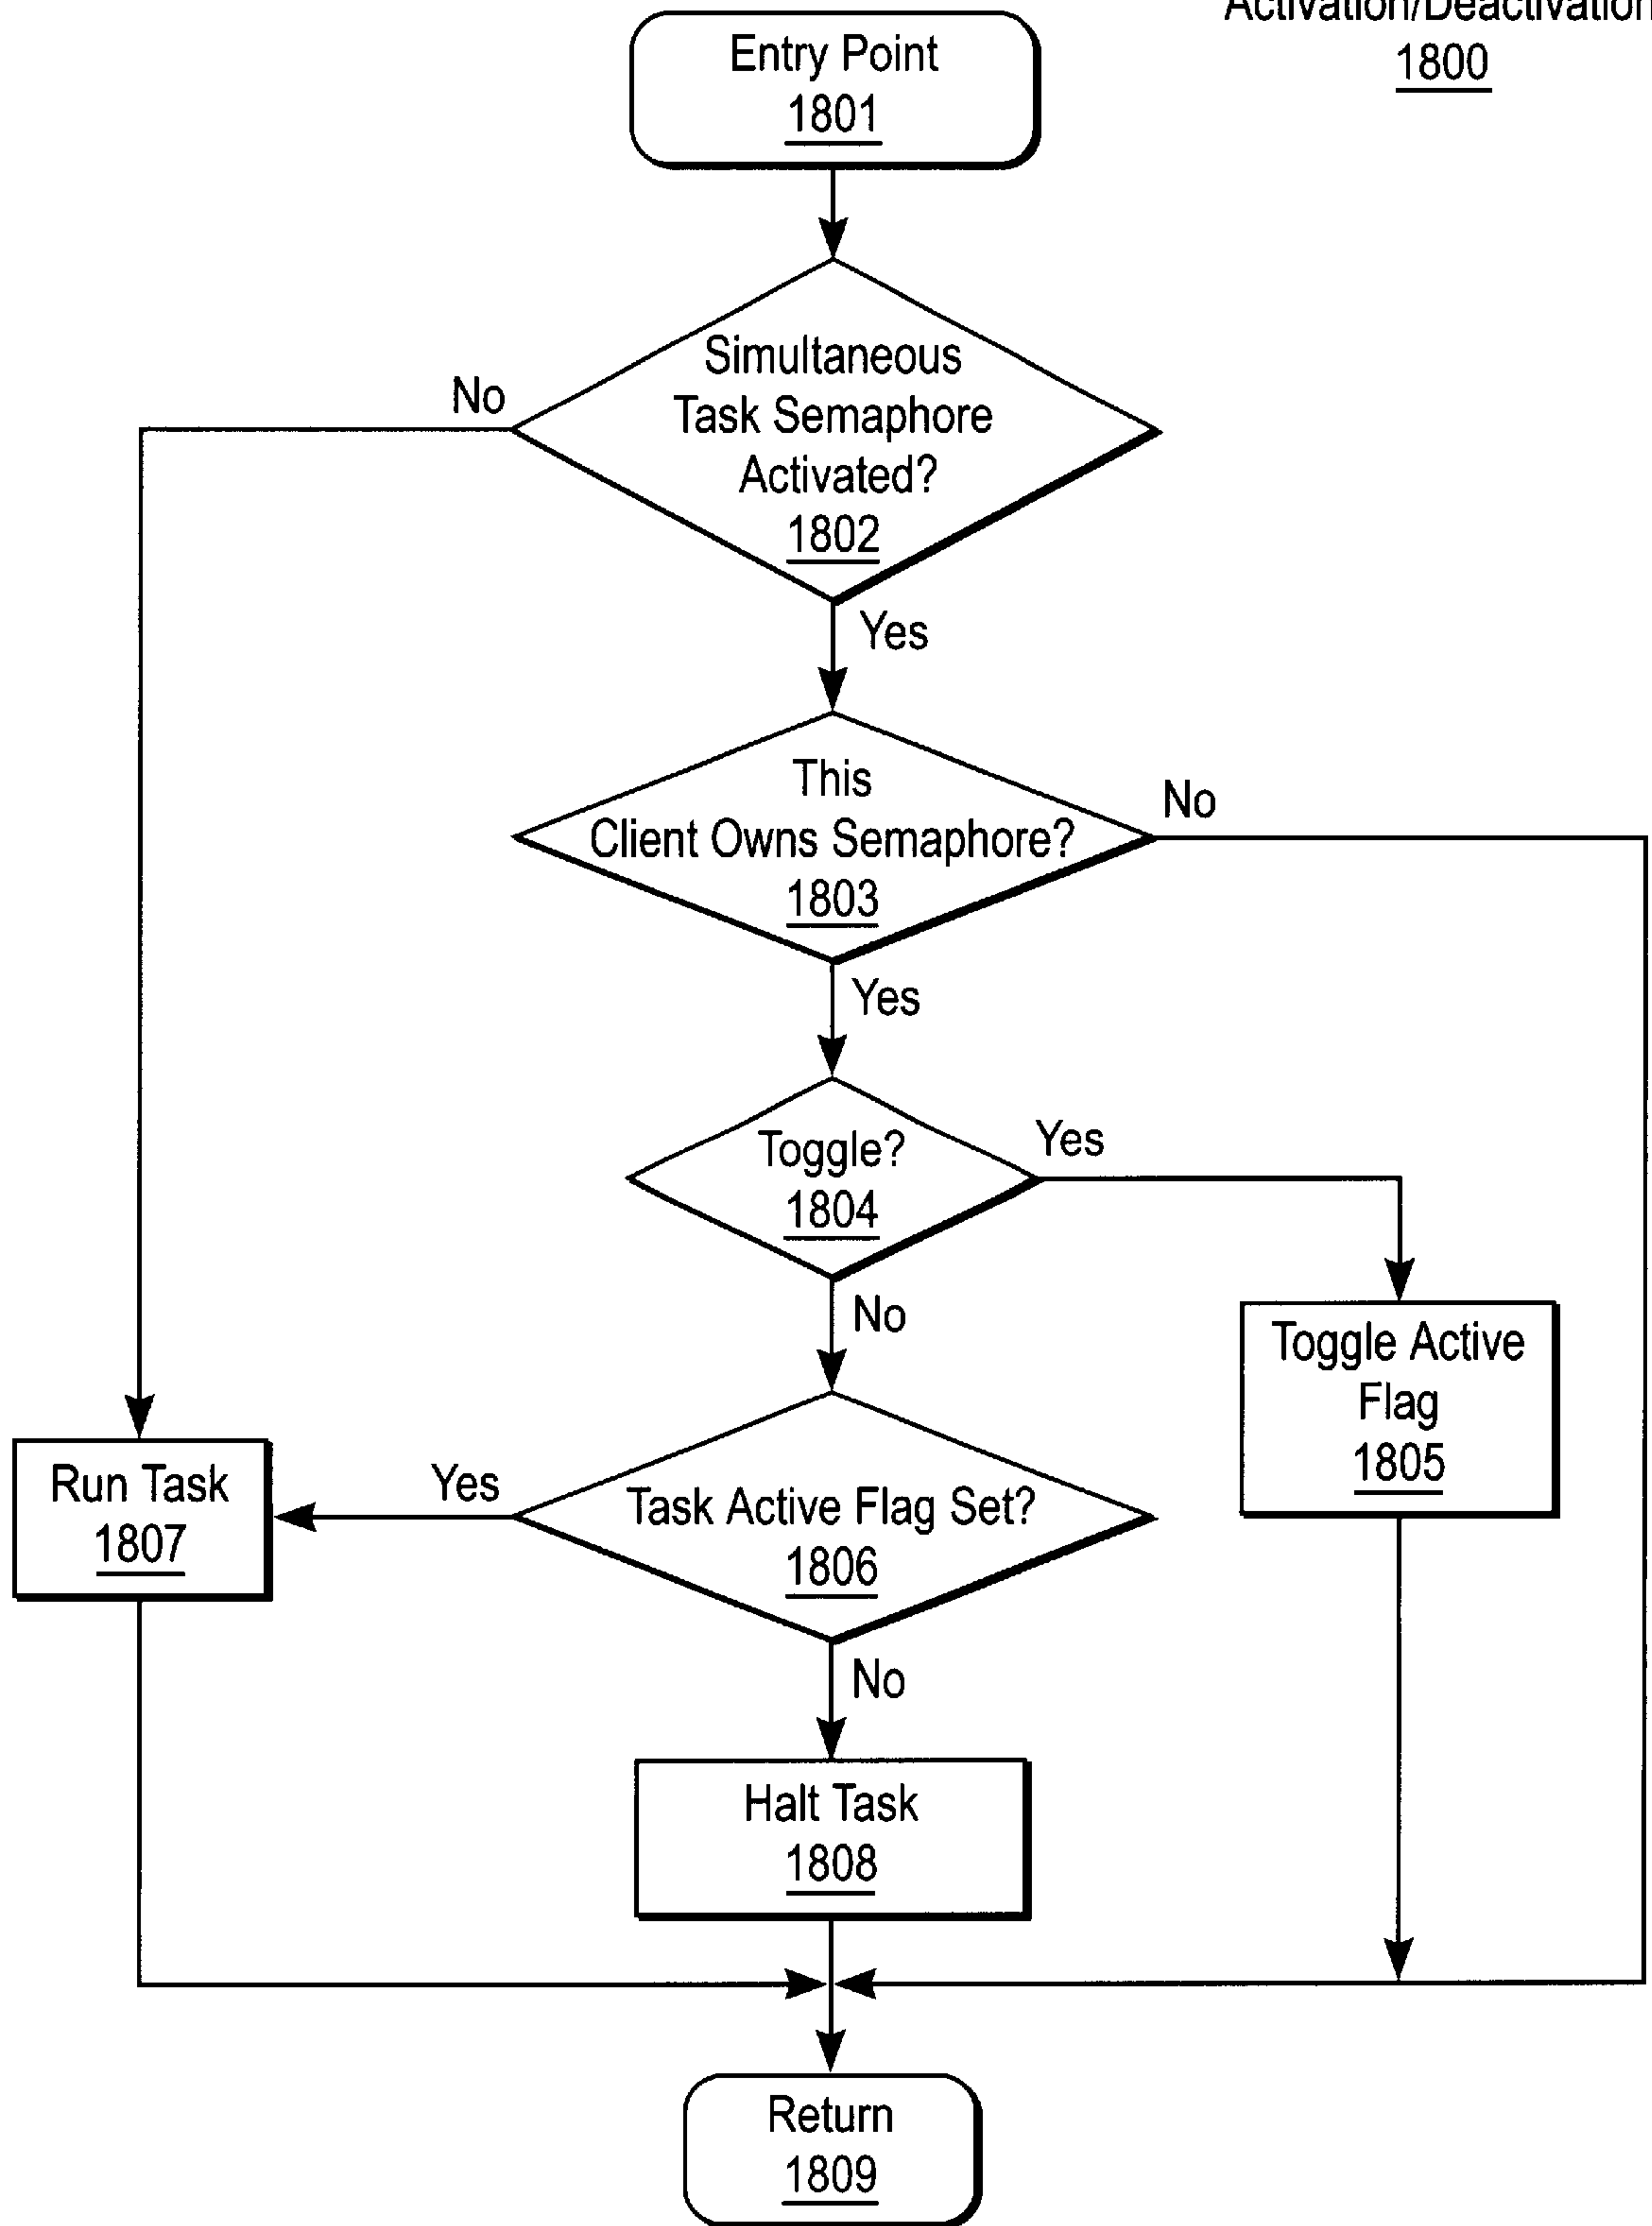 Activation/Deactivation
1800
Entry Point
1801
Simultaneous
Task Semaphore
Activated?
1802
No
Yes
This
Client Owns Semaphore?
1803
No
Yes
Toggle?
1804
Yes
No
Toggle Active
Flag
1805
Run Task
1807
Yes
Task Active Flag Set?
1806
No
Halt Task
1808
Return
1809